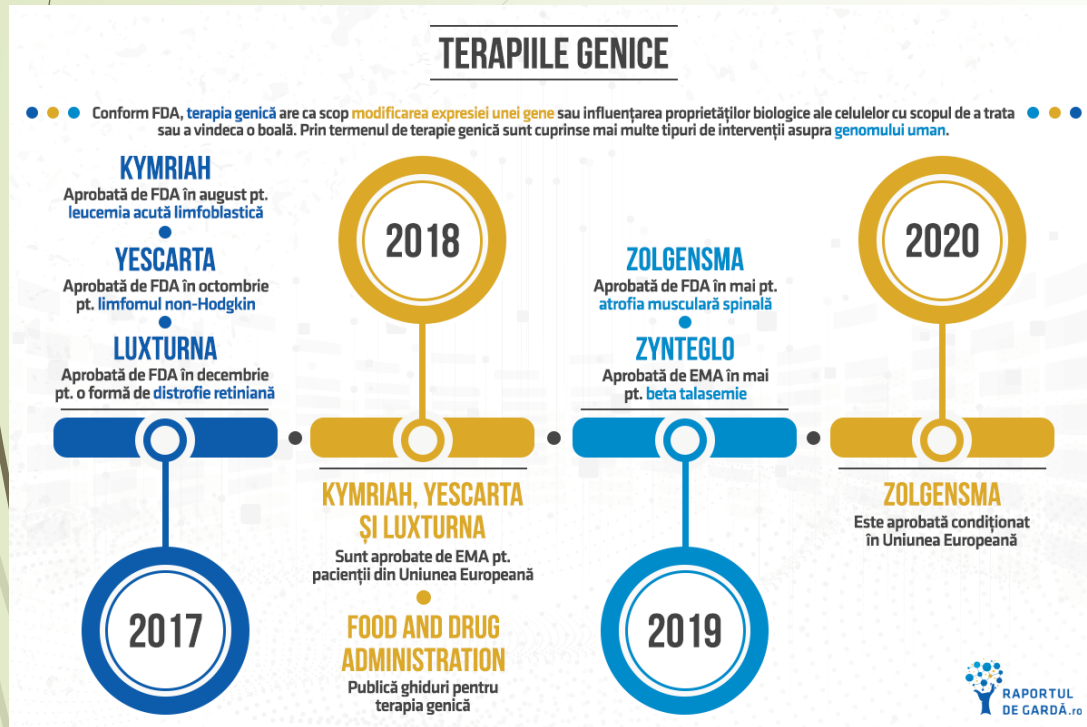 TERAPIILE GENICE
Conform FDA, terapia genică are ca scop modificarea expresiei unei gene sau influențarea proprietăților biologice ale celulelor cu scopul de a trata
sau a vindeca o boală. Prin termenul de terapie genică sunt cuprinse mai multe tipuri de intervenții asupra genomului uman.
KYMRIAH
Aprobată de FDA în august pt.
leucemia acută limfoblastică
YESCARTA
Aprobată de FDA în octombrie
pt. limfomul non-Hodgkin
LUXTURNA
Aprobată de FDA în decembrie
pt. o formă de distrofie retiniană
2017
2018
KYMRIAH, YESCARTA
ȘI LUXTURNA
Sunt aprobate de EMA pt.
pacienții din Uniunea Europeană
FOOD AND DRUG
ADMINISTRATION
Publică ghiduri pentru
terapia genică
ZOLGENSMA
Aprobată de FDA în mai pt.
atrofia musculară spinală
ZYNTEGLO
Aprobată de EMA în mai
pt. beta talasemie
2019
2020
ZOLGENSMA
Este aprobată condiționat
în Uniunea Europeană
RAPORTUL
DE GARDĂ.ro